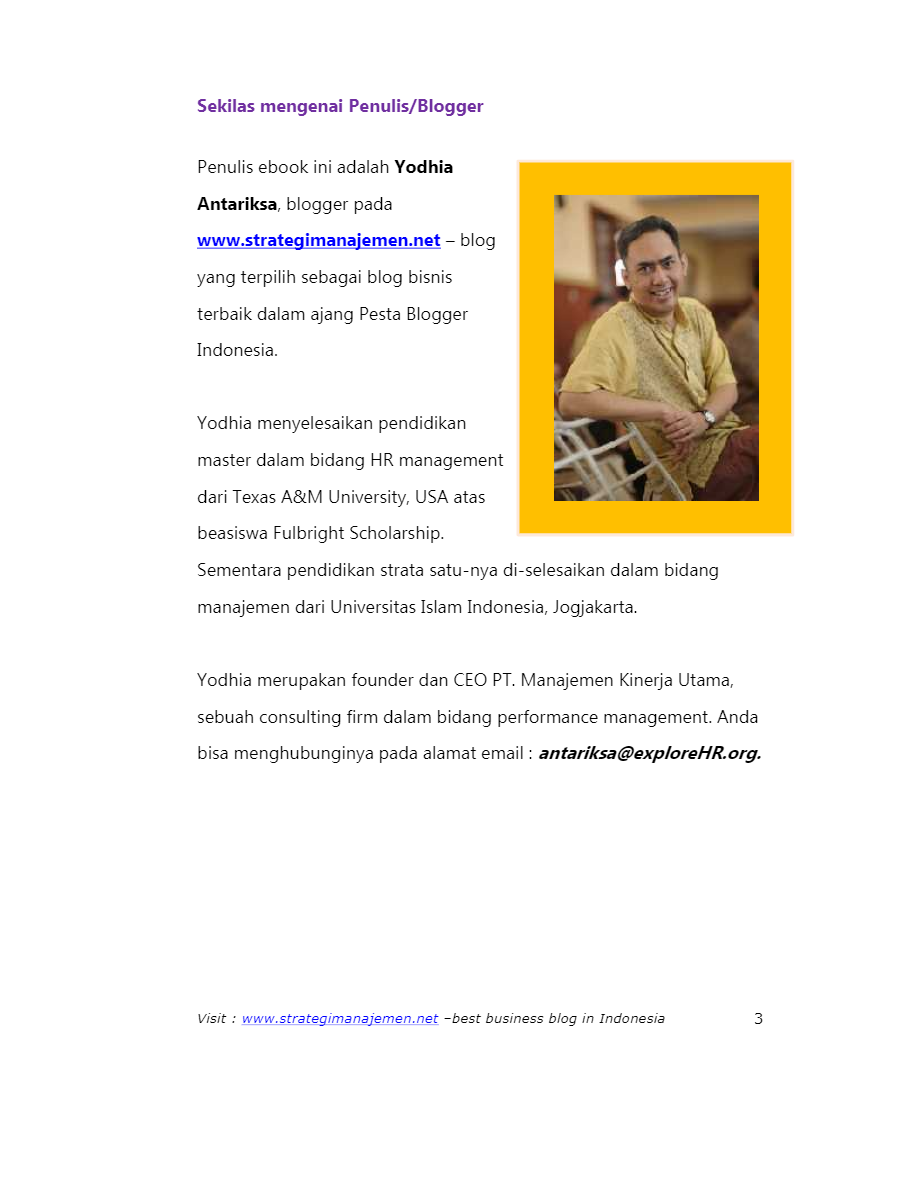 Sekilas mengenai Penulis/Blogger
Penulis ebook ini adalah Yodhia
Antariksa, blogger pada
www.strategimanajemen.net – blog
yang terpilih sebagai blog bisnis
terbaik dalam ajang Pesta Blogger
Indonesia.
Yodhia menyelesaikan pendidikan
master dalam bidang HR management
dari Texas A&M University, USA atas
beasiswa Fulbright Scholarship.
Sementara pendidikan strata satu-nya di-selesaikan dalam bidang
manajemen dari Universitas Islam Indonesia, Jogjakarta.
Yodhia merupakan founder dan CEO PT. Manajemen Kinerja Utama,
sebuah consulting firm dalam bidang performance management. Anda
bisa menghubunginya pada alamat email : antariksa@exploreHR.org.
Visit : www.strategimanajemen.net –best business blog in Indonesia 3